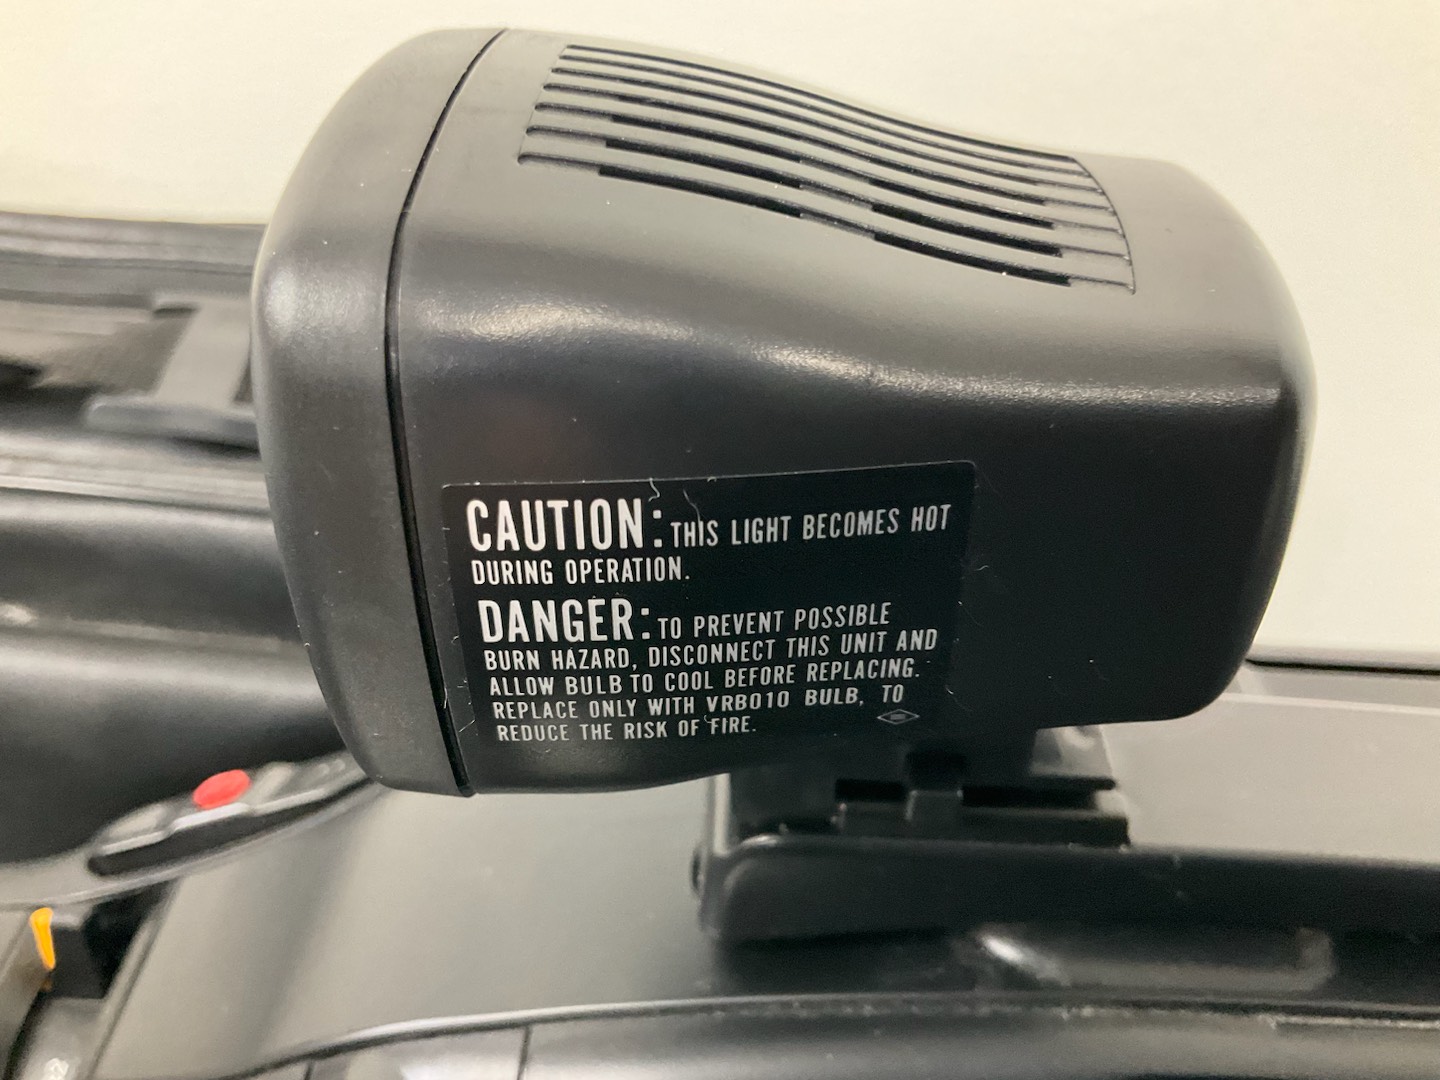 CAUTION: THIS LIGHT BECOMES HOT
DURING OPERATION.
DANGER: TO PREVENT POSSIBLE
BURN HAZARD, DISCONNECT THIS UNIT AND
ALLOW BULB TO COOL BEFORE REPLACING.
REPLACE ONLY WITH VRB010 BULB, TO
REDUCE THE RISK OF FIRE.